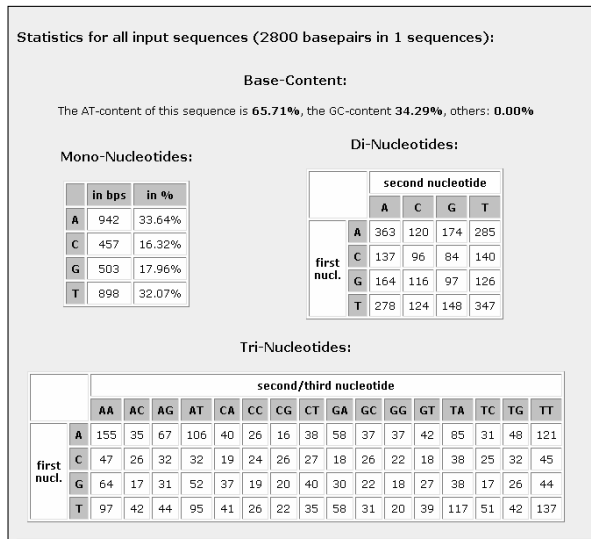 Statistics for all input sequences (2800 basepairs in 1 sequences):
Base-Content:
The AT-content of this sequence is 65.71%, the GC-content 34.29%, others: 0.00%
Mono-Nucleotides:
in bps in %
A 942 33.64%
C 457 16.32%
G 503 17.96%
T 898 32.07%
Di-Nucleotides:
second nucleotide
A C G T
first nucl.
A 363 120 174 285
C 137 96 84 140
G 164 116 97 126
T 278 124 148 347
Tri-Nucleotides:
second/third nucleotide
AA AC AG AT CA CC CG CT GA GC GG GT TA TC TG TT
first nucl.
A 155 35 67 106 40 26 16 38 58 37 37 42 85 31 48 121
C 47 26 32 32 19 24 26 27 18 26 22 18 38 25 32 45
G 64 17 31 52 37 19 20 40 30 22 18 27 38 17 26 44
T 97 42 44 95 41 26 22 35 58 31 20 39 117 51 42 137